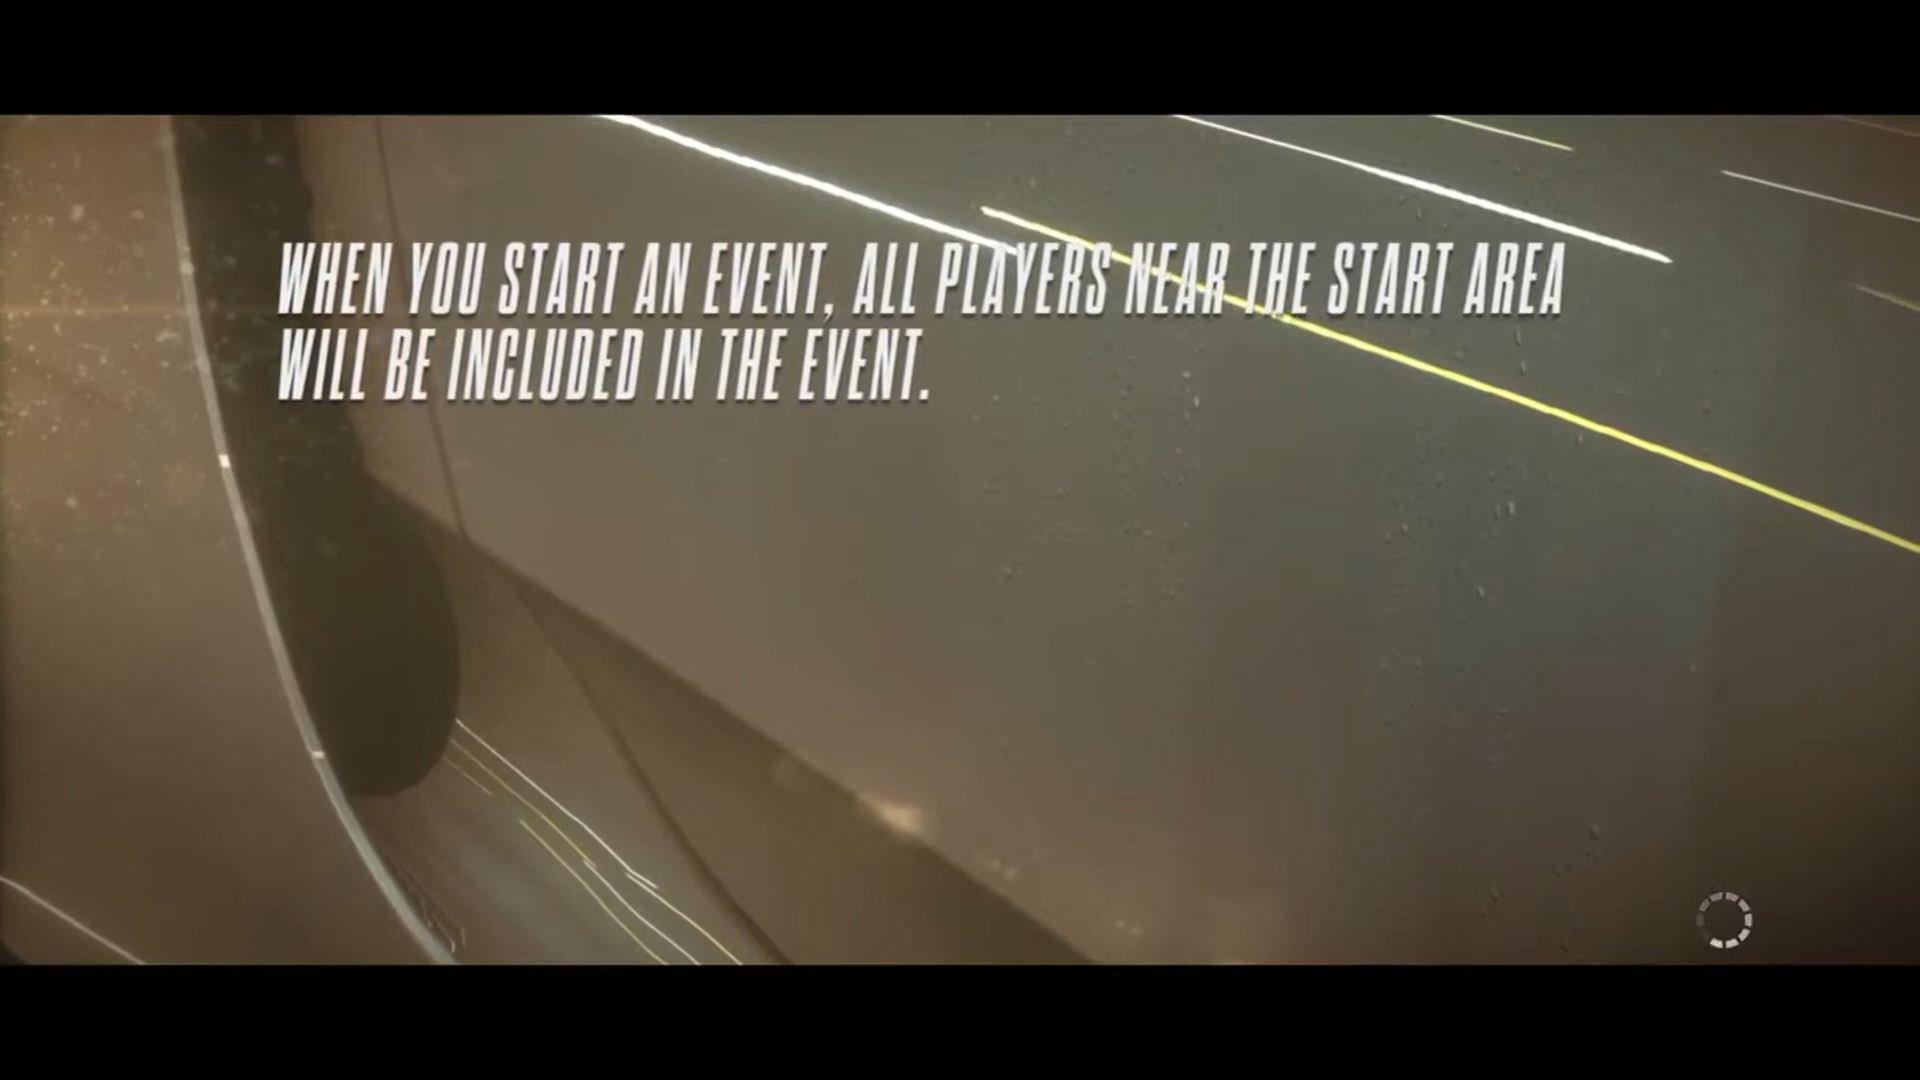 WHEN YOU START AN EVENT, ALL PLAYERS NEAR THE START AREA
WILL BE INCLUDED IN THE EVENT.